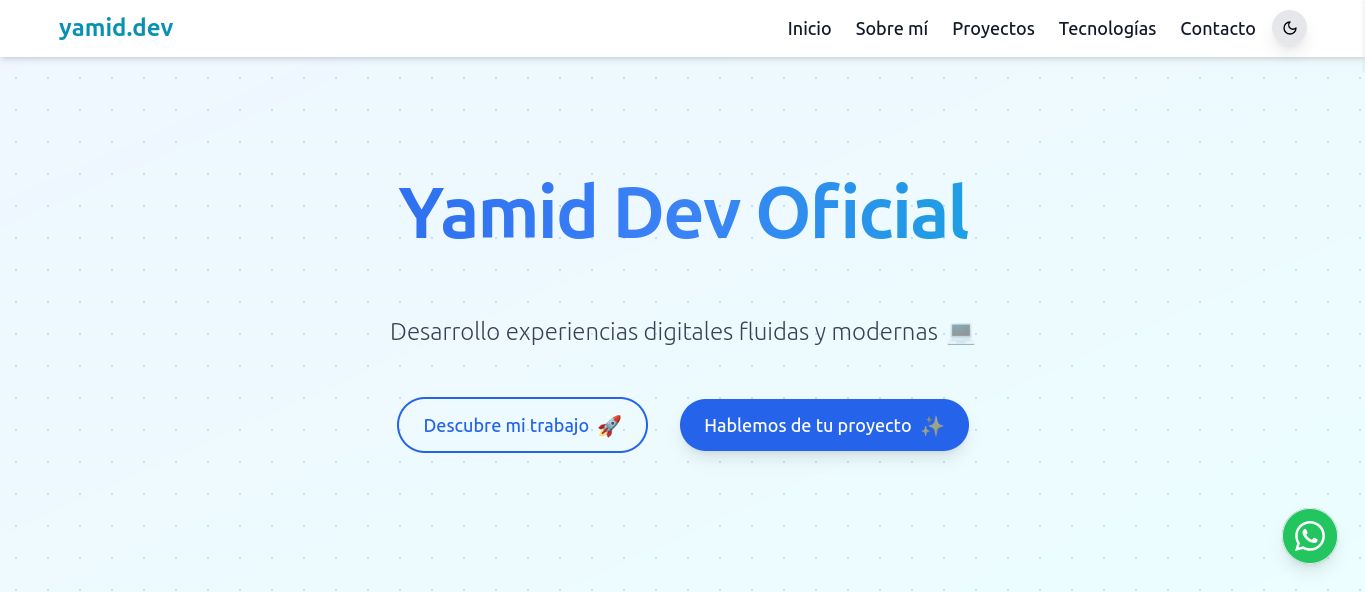 yamid.dev
Inicio Sobre mí Proyectos Tecnologías Contacto
Yamid Dev Oficial
Desarrollo experiencias digitales fluidas y modernas 💻
Descubre mi trabajo 🚀
Hablemos de tu proyecto ✨